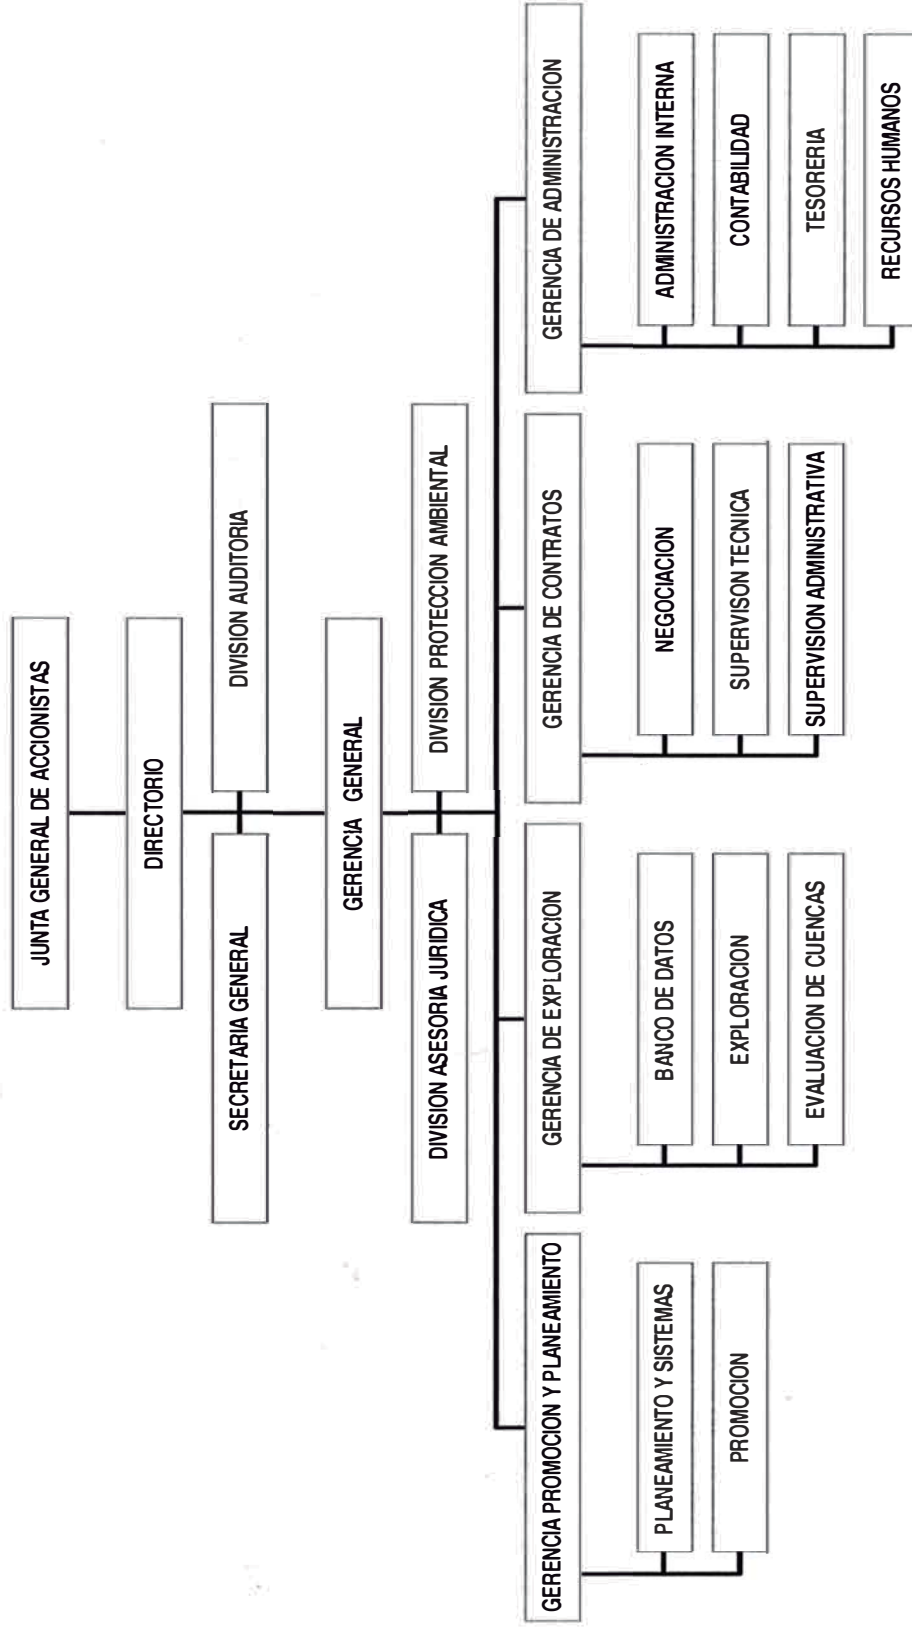 JUNTA GENERAL DE ACCIONISTAS
DIRECTORIO
SECRETARIA GENERAL
DIVISION AUDITORIA
GERENCIA GENERAL
DIVISION ASESORIA JURIDICA
DIVISION PROTECCION AMBIENTAL
GERENCIA PROMOCION Y PLANEAMIENTO
PLANEAMIENTO Y SISTEMAS
PROMOCION
GERENCIA DE EXPLORACION
BANCO DE DATOS
EXPLORACION
EVALUACION DE CUENCAS
GERENCIA DE CONTRATOS
NEGOCIACION
SUPERVISON TECNICA
SUPERVISION ADMINISTRATIVA
GERENCIA DE ADMINISTRACION
ADMINISTRACION INTERNA
CONTABILIDAD
TESORERIA
RECURSOS HUMANOS